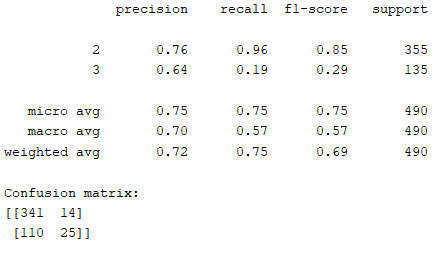 precision recall f1-score support
2 0.76 0.96 0.85 355
3 0.64 0.19 0.29 135
micro avg 0.75 0.75 0.75 490
macro avg 0.70 0.57 0.57 490
weighted avg 0.72 0.75 0.69 490
Confusion matrix:
[[341 14]
[110 25]]